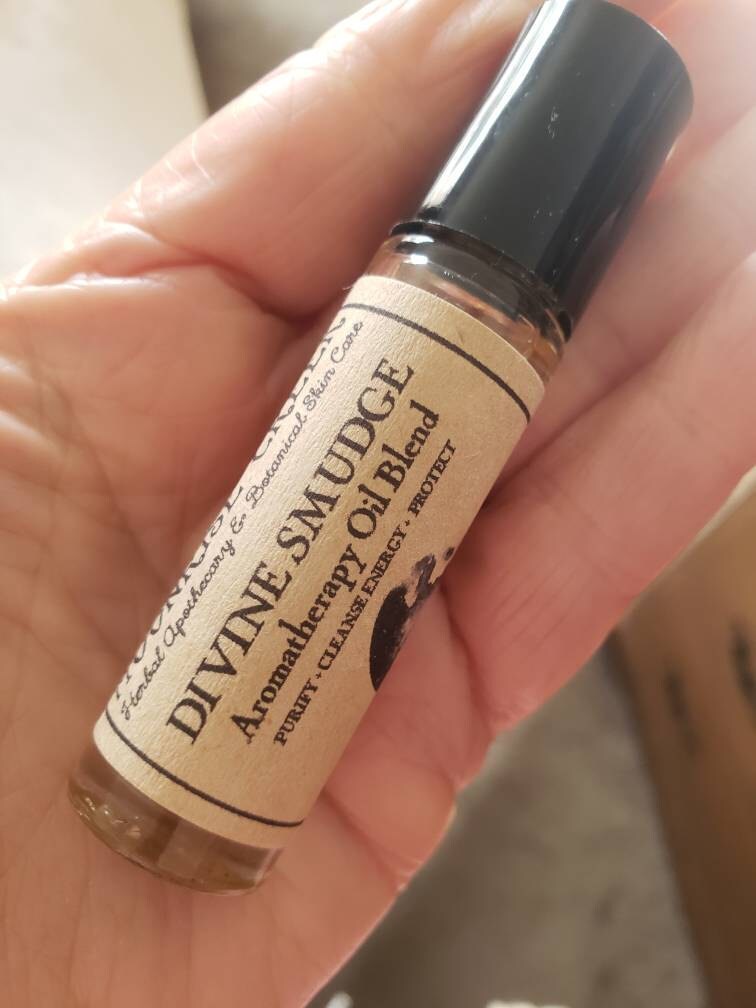 Herbal Apothecary & Botanical Skin Care
DIVINE SMUDGE
Aromatherapy Oil Blend
PURIFY + CLEANSE ENERGY + PROTECT